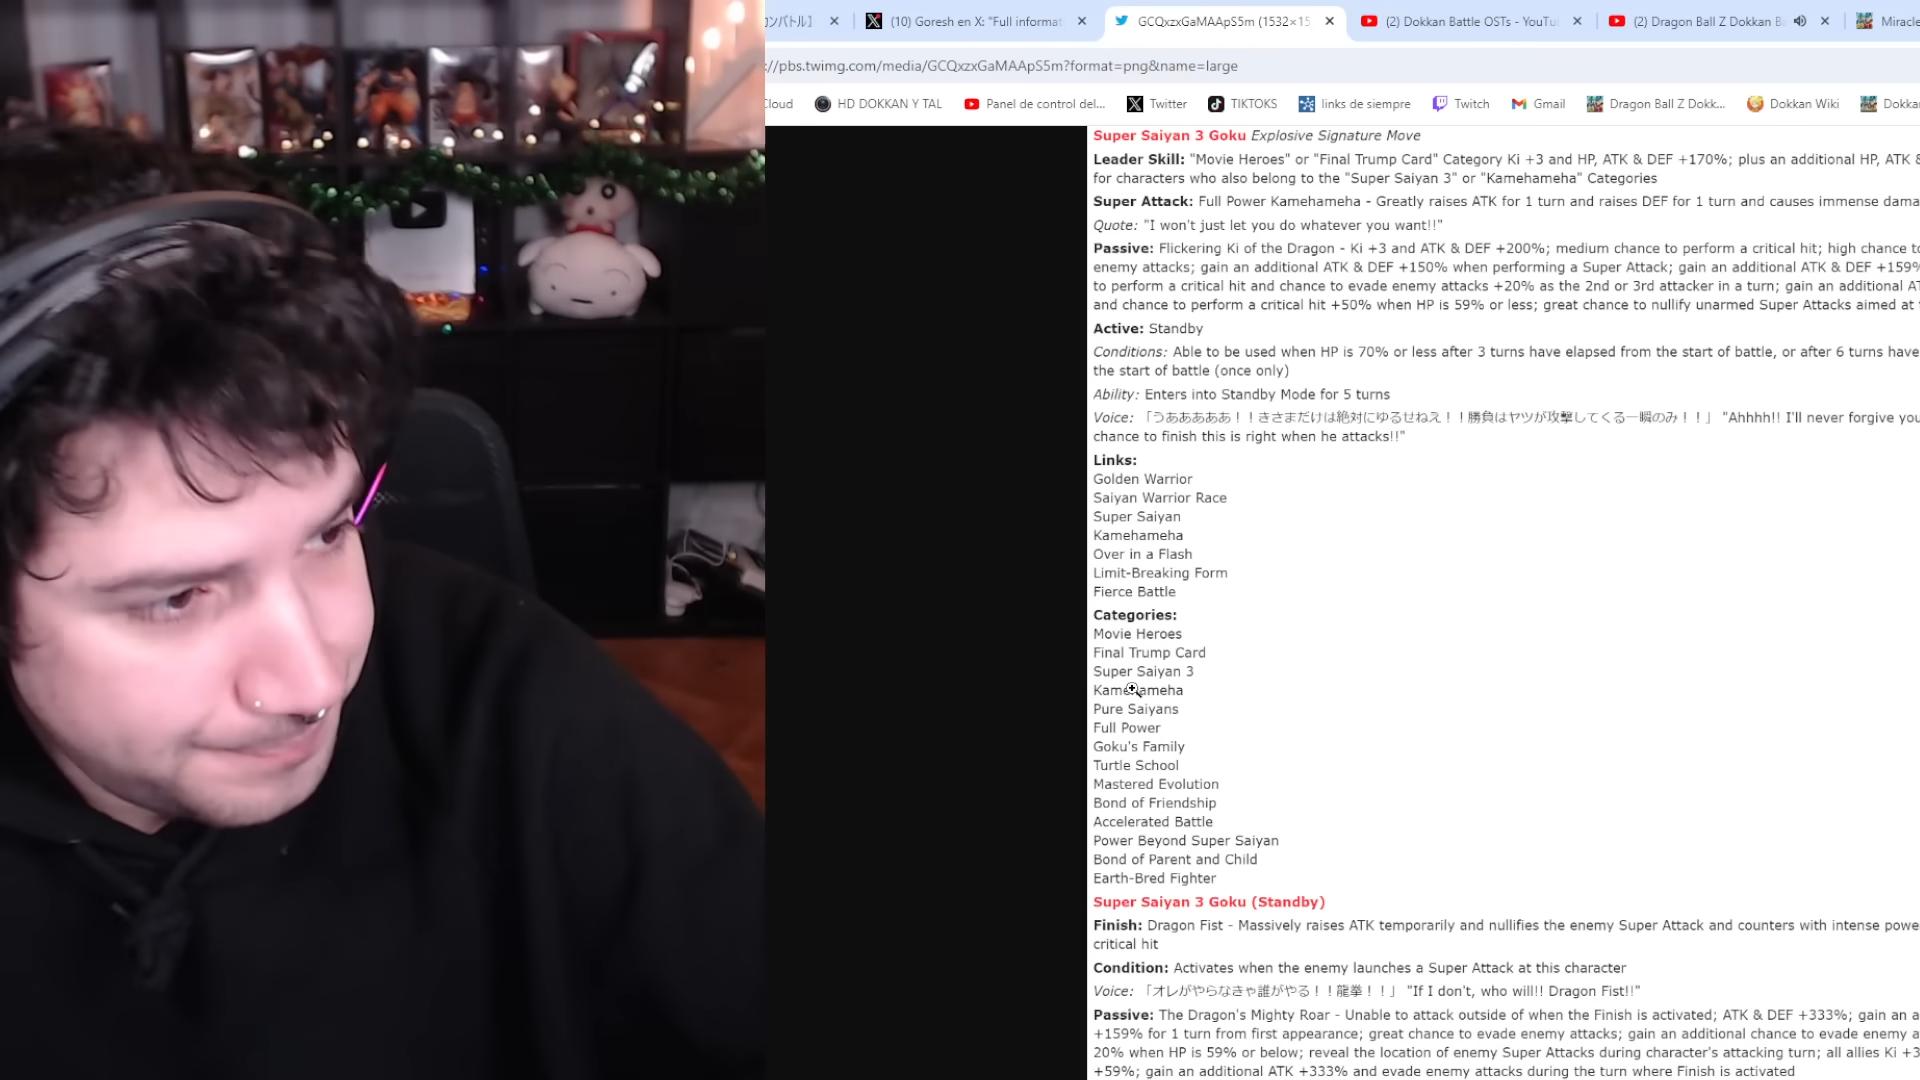 カンバトル】
(10) Goresh en X: "Full informat
GCQxzxGaMAApS5m (1532×15
(2) Dokkan Battle OSTs - YouTu
(2) Dragon Ball Z Dokkan B
Miracle
://pbs.twimg.com/media/GCQxzxGaMAApS5m?format=png&name=large
Cloud
HD DOKKAN Y TAL
Panel de control del...
Twitter
TIKTOKS
links de siempre
Twitch
Gmail
Dragon Ball Z Dokk...
Dokkan Wiki
Dokka
Super Saiyan 3 Goku Explosive Signature Move
Leader Skill: "Movie Heroes" or "Final Trump Card" Category Ki +3 and HP, ATK & DEF +170%; plus an additional HP, ATK &
for characters who also belong to the "Super Saiyan 3" or "Kamehameha" Categories
Super Attack: Full Power Kamehameha - Greatly raises ATK for 1 turn and raises DEF for 1 turn and causes immense dama
Quote: "I won't just let you do whatever you want!!"
Passive: Flickering Ki of the Dragon - Ki +3 and ATK & DEF +200%; medium chance to perform a critical hit; high chance to
enemy attacks; gain an additional ATK & DEF +150% when performing a Super Attack; gain an additional ATK & DEF +159%
to perform a critical hit and chance to evade enemy attacks +20% as the 2nd or 3rd attacker in a turn; gain an additional AT
and chance to perform a critical hit +50% when HP is 59% or less; great chance to nullify unarmed Super Attacks aimed at
Active: Standby
Conditions: Able to be used when HP is 70% or less after 3 turns have elapsed from the start of battle, or after 6 turns have
the start of battle (once only)
Ability: Enters into Standby Mode for 5 turns
Voice: 「うあああああ！！きさまだけは絶対にゆるせねえ！！勝負はヤツが攻撃してくる一瞬のみ！！」 "Ahhhh!! I'll never forgive you
chance to finish this is right when he attacks!!"
Links:
Golden Warrior
Saiyan Warrior Race
Super Saiyan
Kamehameha
Over in a Flash
Limit-Breaking Form
Fierce Battle
Categories:
Movie Heroes
Final Trump Card
Super Saiyan 3
Kamehameha
Pure Saiyans
Full Power
Goku's Family
Turtle School
Mastered Evolution
Bond of Friendship
Accelerated Battle
Power Beyond Super Saiyan
Bond of Parent and Child
Earth-Bred Fighter
Super Saiyan 3 Goku (Standby)
Finish: Dragon Fist - Massively raises ATK temporarily and nullifies the enemy Super Attack and counters with intense powe
critical hit
Condition: Activates when the enemy launches a Super Attack at this character
Voice: 「オレがやらなきゃ誰がやる！！龍拳！！」 "If I don't, who will!! Dragon Fist!!"
Passive: The Dragon's Mighty Roar - Unable to attack outside of when the Finish is activated; ATK & DEF +333%; gain an a
+159% for 1 turn from first appearance; great chance to evade enemy attacks; gain an additional chance to evade enemy a
20% when HP is 59% or below; reveal the location of enemy Super Attacks during character's attacking turn; all allies Ki +3
+59%; gain an additional ATK +333% and evade enemy attacks during the turn where Finish is activated